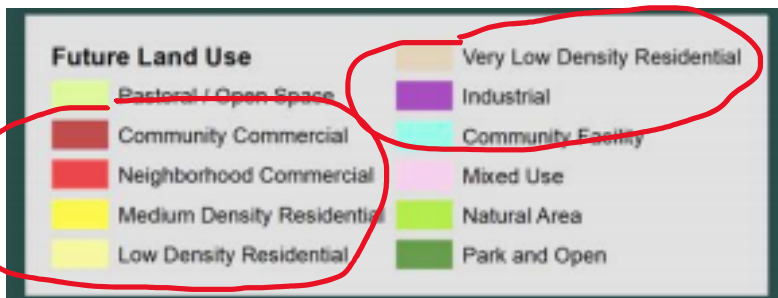 Future Land Use
Pastoral / Open Space
Community Commercial
Neighborhood Commercial
Medium Density Residential
Low Density Residential
Very Low Density Residential
Industrial
Community Facility
Mixed Use
Natural Area
Park and Open